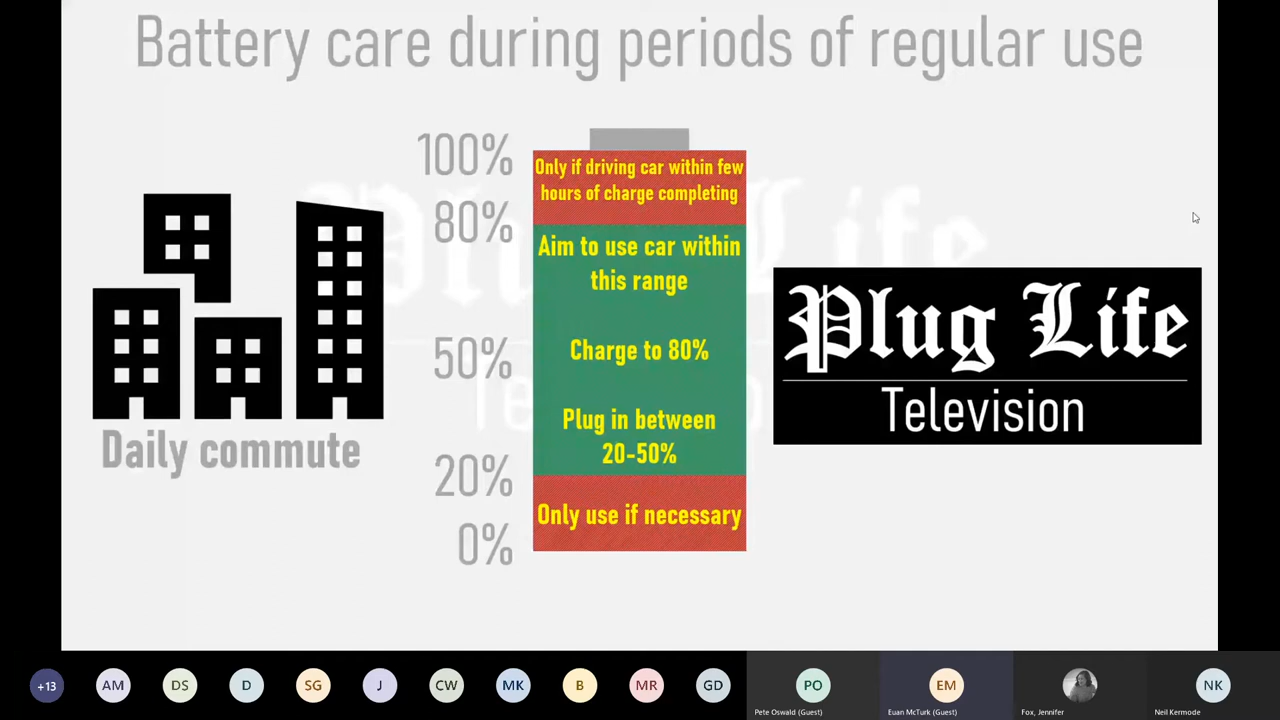 Battery care during periods of regular use
100%
80%
50%
20%
0%
Only if driving car within few
hours of charge completing
Aim to use car within
this range
Charge to 80%
Plug in between
20-50%
Only use if necessary
Daily commute
Plug Life
Television
+13
AM
DS
D
SG
J
CW
MK
B
MR
GD
PO
EM
NK
Pete Oswald (Guest)
Euan McTurk (Guest)
Fox, Jennifer
Neil Kermode